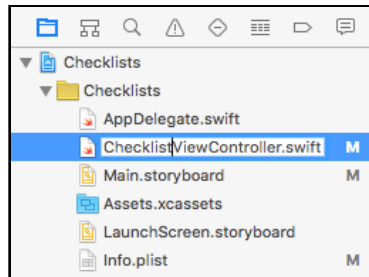 Checklists
Checklists
AppDelegate.swift
ChecklistViewController.swift M
Main.storyboard M
Assets.xcassets
LaunchScreen.storyboard
Info.plist M